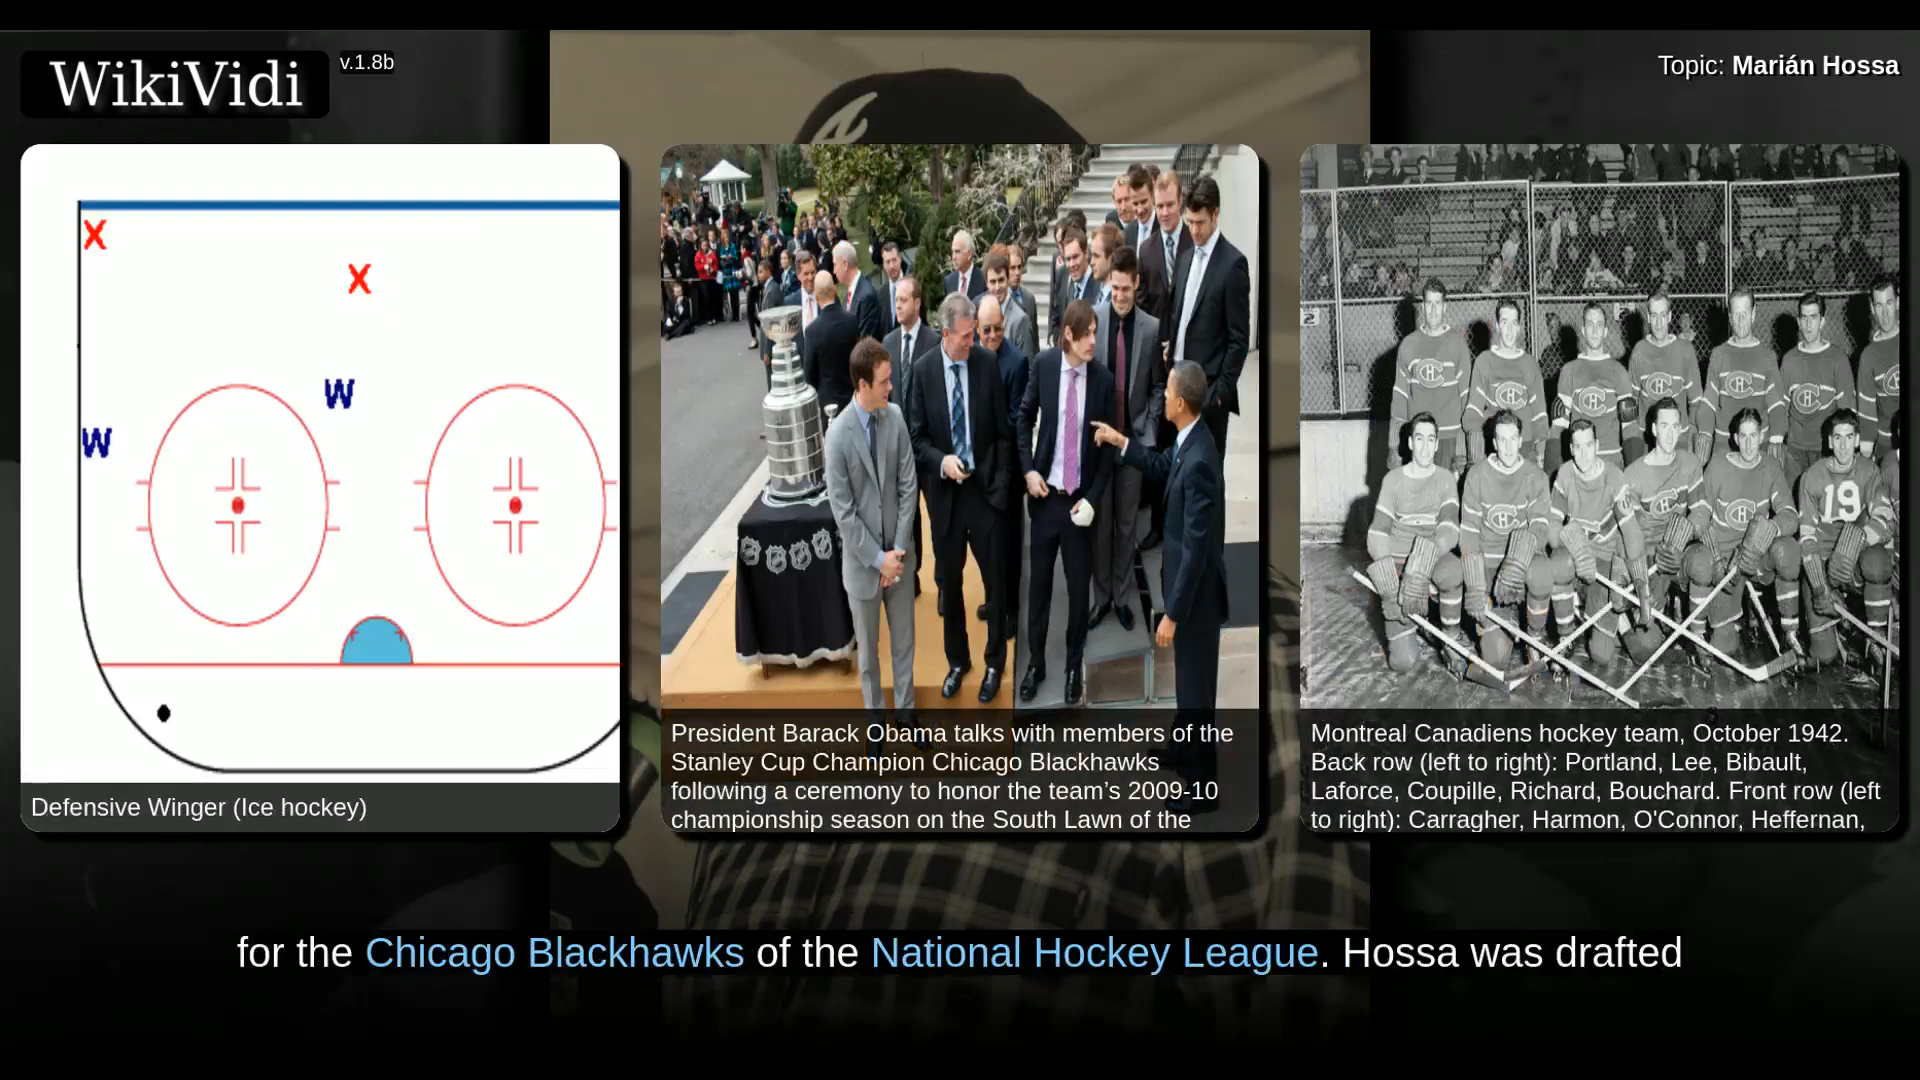 WikiVidi
v.1.8b
Topic: Marián Hossa
X
X
W
W
Defensive Winger (Ice hockey)
President Barack Obama talks with members of the
Stanley Cup Champion Chicago Blackhawks
following a ceremony to honor the team’s 2009-10
championship season on the South Lawn of the
2
19
Montreal Canadiens hockey team, October 1942.
Back row (left to right): Portland, Lee, Bibault,
Laforce, Coupille, Richard, Bouchard. Front row (left
to right): Carragher, Harmon, O'Connor, Heffernan,
for the Chicago Blackhawks of the National Hockey League. Hossa was drafted